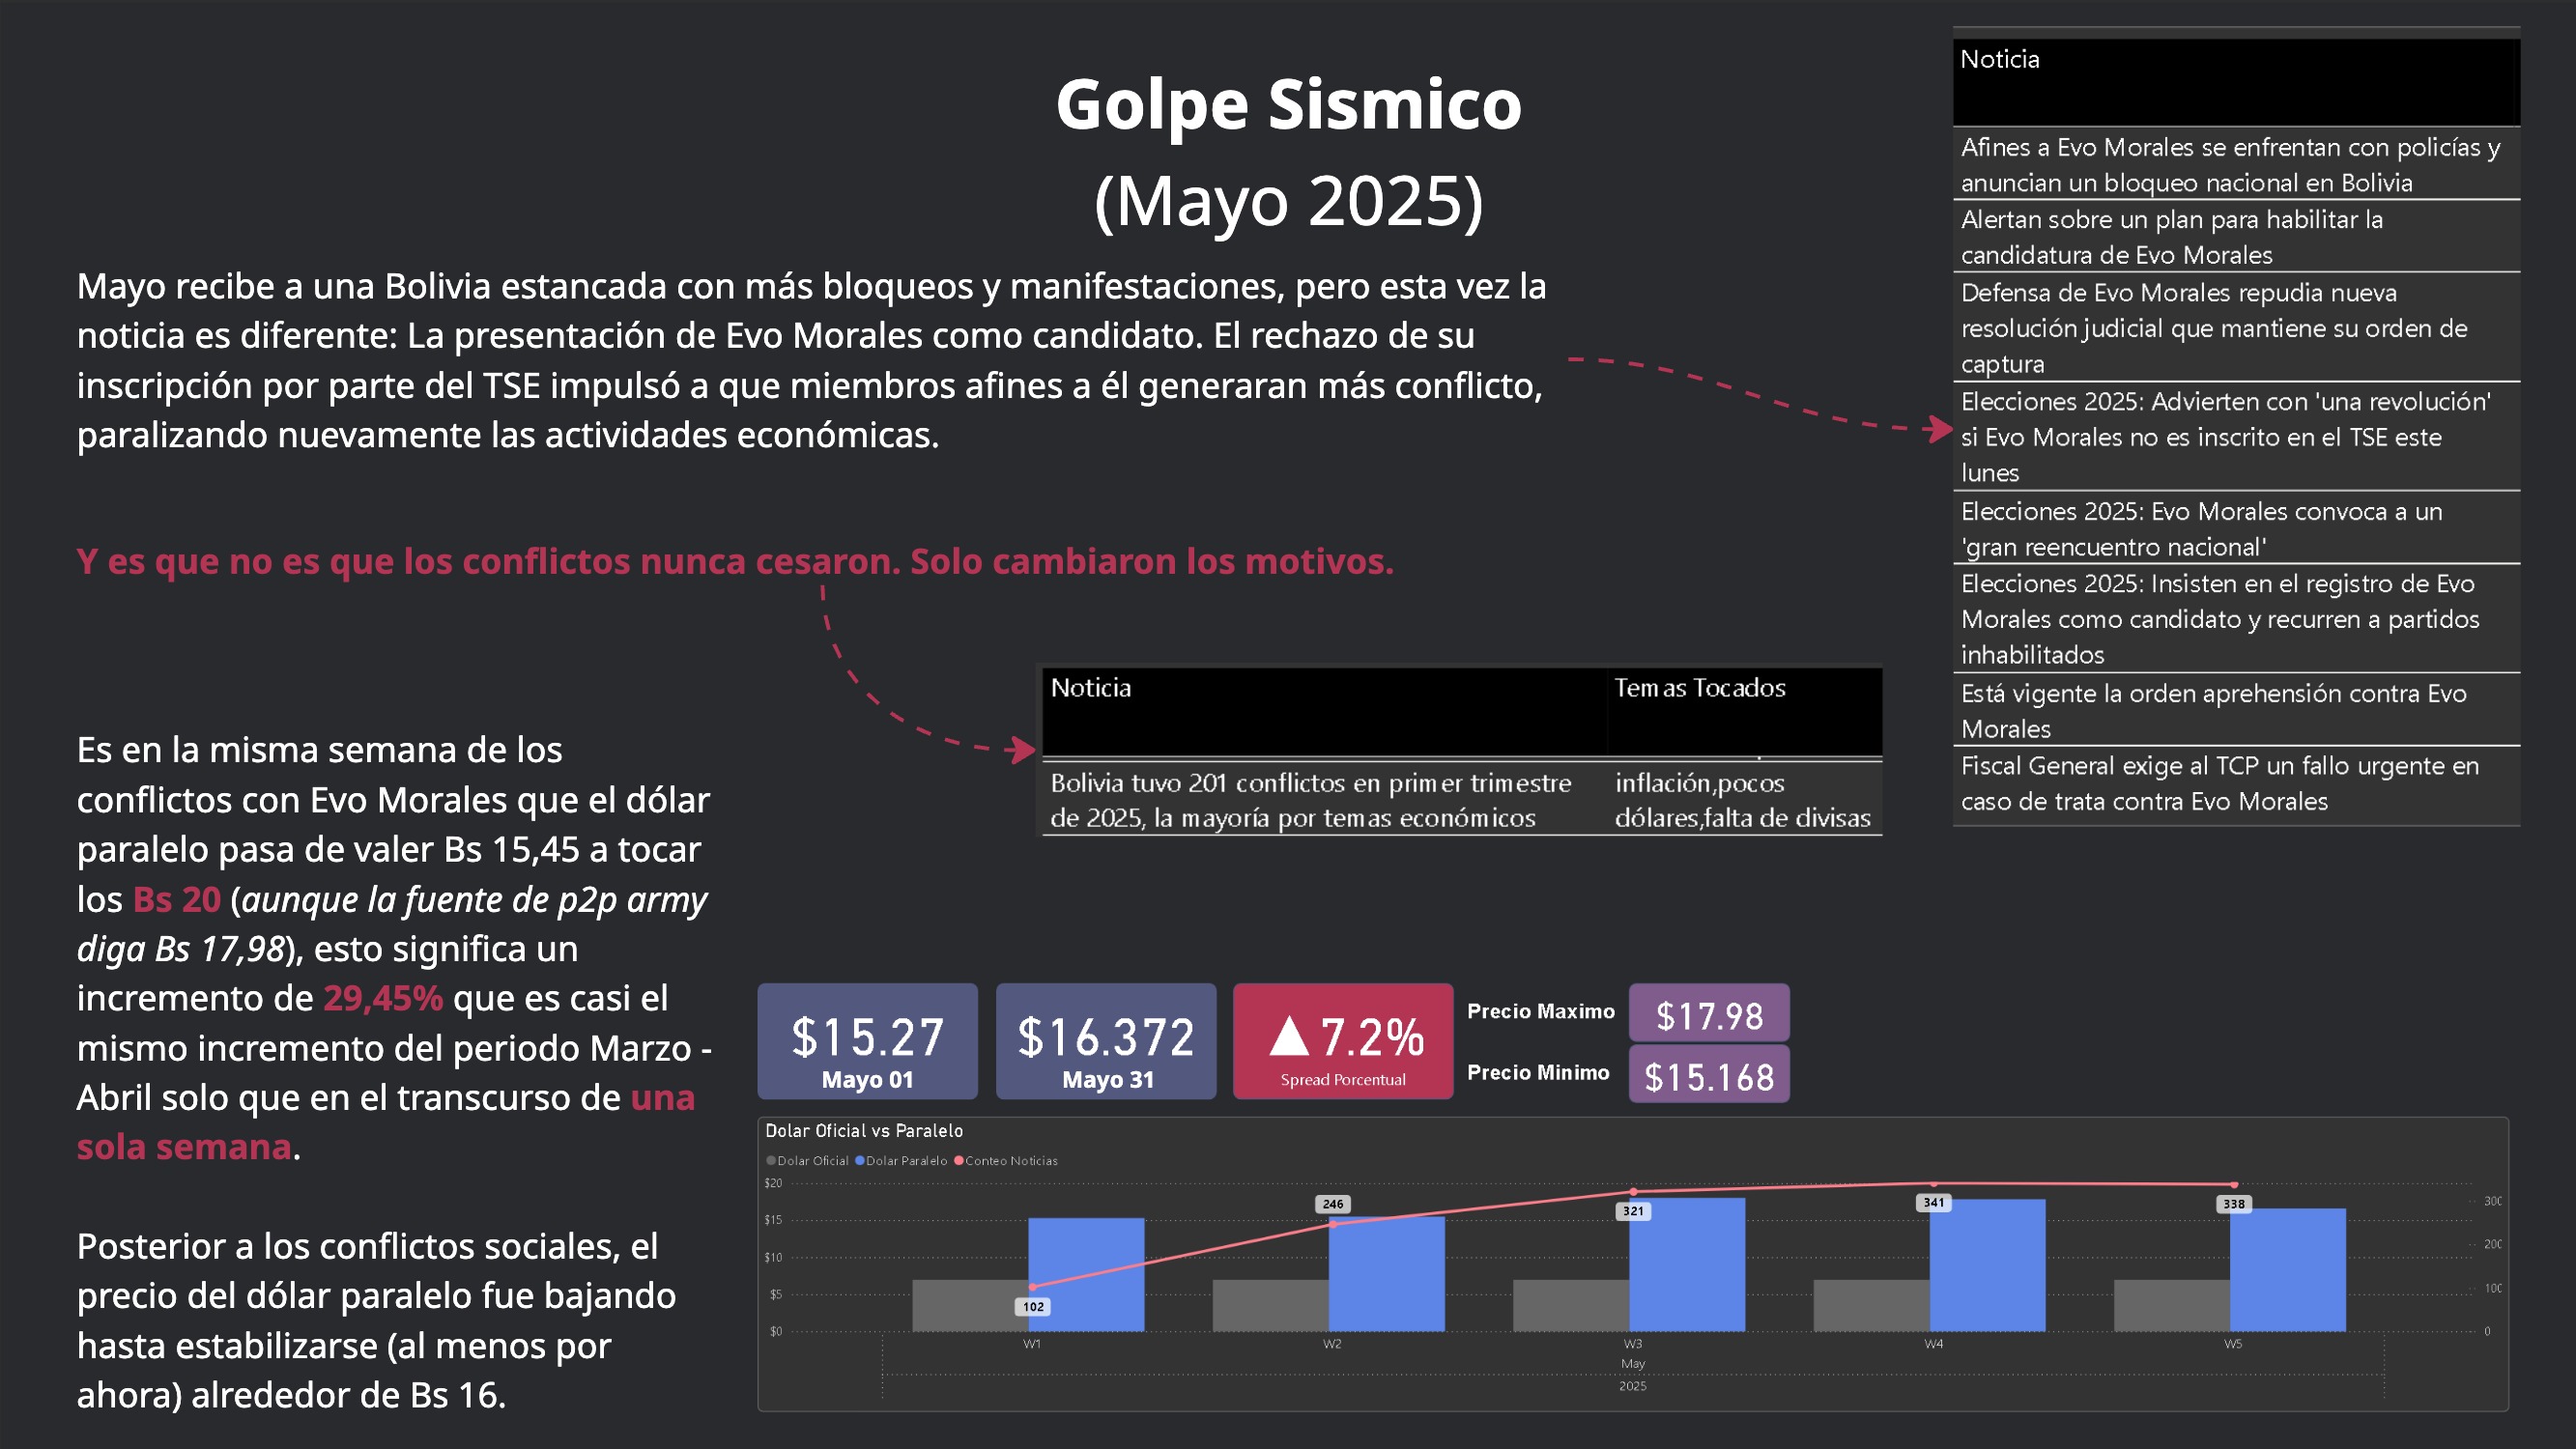 Golpe Sismico
(Mayo 2025)
Mayo recibe a una Bolivia estancada con más bloqueos y manifestaciones, pero esta vez la
noticia es diferente: La presentación de Evo Morales como candidato. El rechazo de su
inscripción por parte del TSE impulsó a que miembros afines a él generaran más conflicto,
paralizando nuevamente las actividades económicas.
Y es que no es que los conflictos nunca cesaron. Solo cambiaron los motivos.
Noticia
Afines a Evo Morales se enfrentan con policías y
anuncian un bloqueo nacional en Bolivia
Alertan sobre un plan para habilitar la
candidatura de Evo Morales
Defensa de Evo Morales repudia nueva
resolución judicial que mantiene su orden de
captura
Elecciones 2025: Advierten con 'una revolución'
si Evo Morales no es inscrito en el TSE este
lunes
Elecciones 2025: Evo Morales convoca a un
'gran reencuentro nacional'
Elecciones 2025: Insisten en el registro de Evo
Morales como candidato y recurren a partidos
inhabilitados
Está vigente la orden aprehensión contra Evo
Morales
Fiscal General exige al TCP un fallo urgente en
caso de trata contra Evo Morales
Noticia Temas Tocados
Bolivia tuvo 201 conflictos en primer trimestre
de 2025, la mayoría por temas económicos
inflación,pocos
dólares,falta de divisas
Es en la misma semana de los
conflictos con Evo Morales que el dólar
paralelo pasa de valer Bs 15,45 a tocar
los Bs 20 (aunque la fuente de p2p army
diga Bs 17,98), esto significa un
incremento de 29,45% que es casi el
mismo incremento del periodo Marzo -
Abril solo que en el transcurso de una
sola semana.
Posterior a los conflictos sociales, el
precio del dólar paralelo fue bajando
hasta estabilizarse (al menos por
ahora) alrededor de Bs 16.
$15.27
Mayo 01
$16.372
Mayo 31
▲7.2%
Spread Porcentual
Precio Maximo $17.98
Precio Minimo $15.168
Dolar Oficial vs Paralelo
Dolar Oficial Dolar Paralelo Conteo Noticias
$20
$15
$10
$5
$0
102
246
321
341
338
300
200
100
0
W1 W2 W3 W4 W5
May
2025